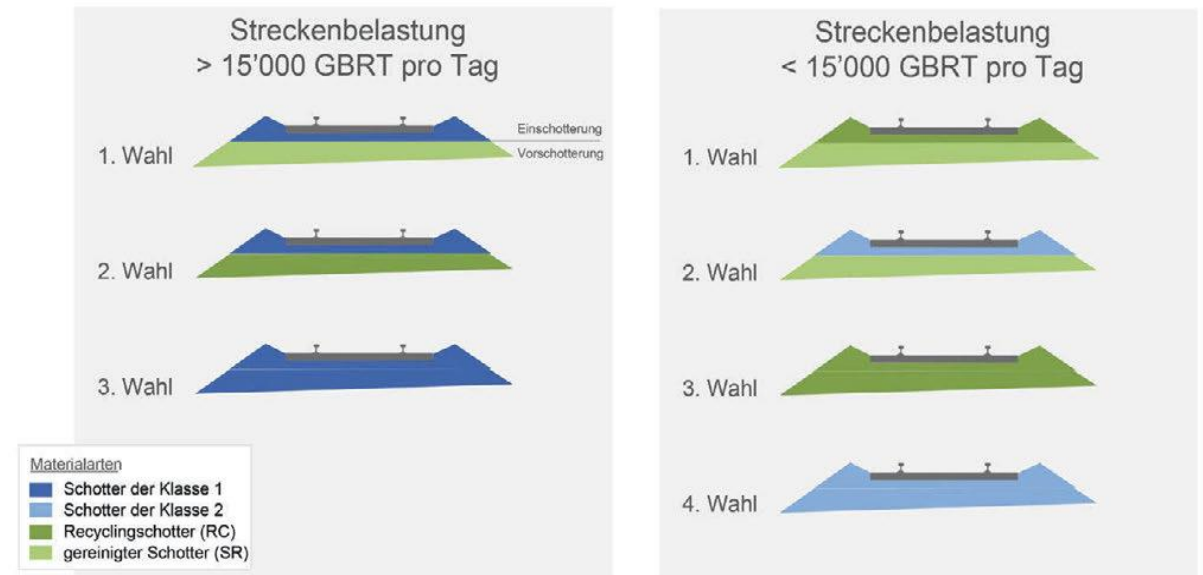 Streckenbelastung
> 15'000 GBRT pro Tag
1. Wahl
Einschotterung
Vorschotterung
2. Wahl
3. Wahl
Materialarten
Schotter der Klasse 1
Schotter der Klasse 2
Recyclingschotter (RC)
gereinigter Schotter (SR)
Streckenbelastung
< 15'000 GBRT pro Tag
1. Wahl
2. Wahl
3. Wahl
4. Wahl